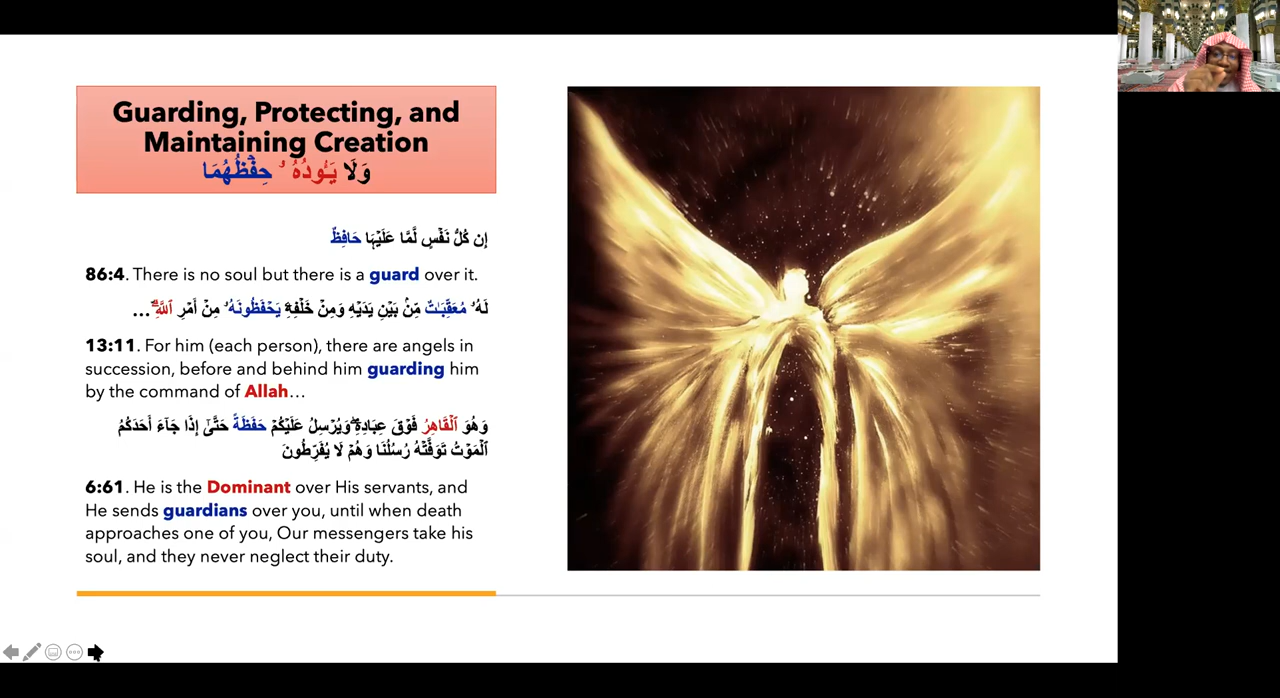 Guarding, Protecting, and
Maintaining Creation
وَلَا يَـُٔودُهُۥ حِفْظُهُمَا
إِن كُلُّ نَفْسٍ لَّمَّا عَلَيْهَا حَافِظٌ
86:4. There is no soul but there is a guard over it.
لَهُۥ مُعَقِّبَـٰتٌ مِّنۢ بَيْنِ يَدَيْهِ وَمِنْ خَلْفِهِۦ يَحْفَظُونَهُۥ مِنْ أَمْرِ ٱللَّهِ ۗ...
13:11. For him (each person), there are angels in
succession, before and behind him guarding him
by the command of Allah…
وَهُوَ ٱلْقَاهِرُ فَوْقَ عِبَادِهِۦ ۖ وَيُرْسِلُ عَلَيْكُمْ حَفَظَةً حَتَّىٰٓ إِذَا جَآءَ أَحَدَكُمُ
ٱلْمَوْتُ تَوَفَّتْهُ رُسُلُنَا وَهُمْ لَا يُفَرِّطُونَ
6:61. He is the Dominant over His servants, and
He sends guardians over you, until when death
approaches one of you, Our messengers take his
soul, and they never neglect their duty.